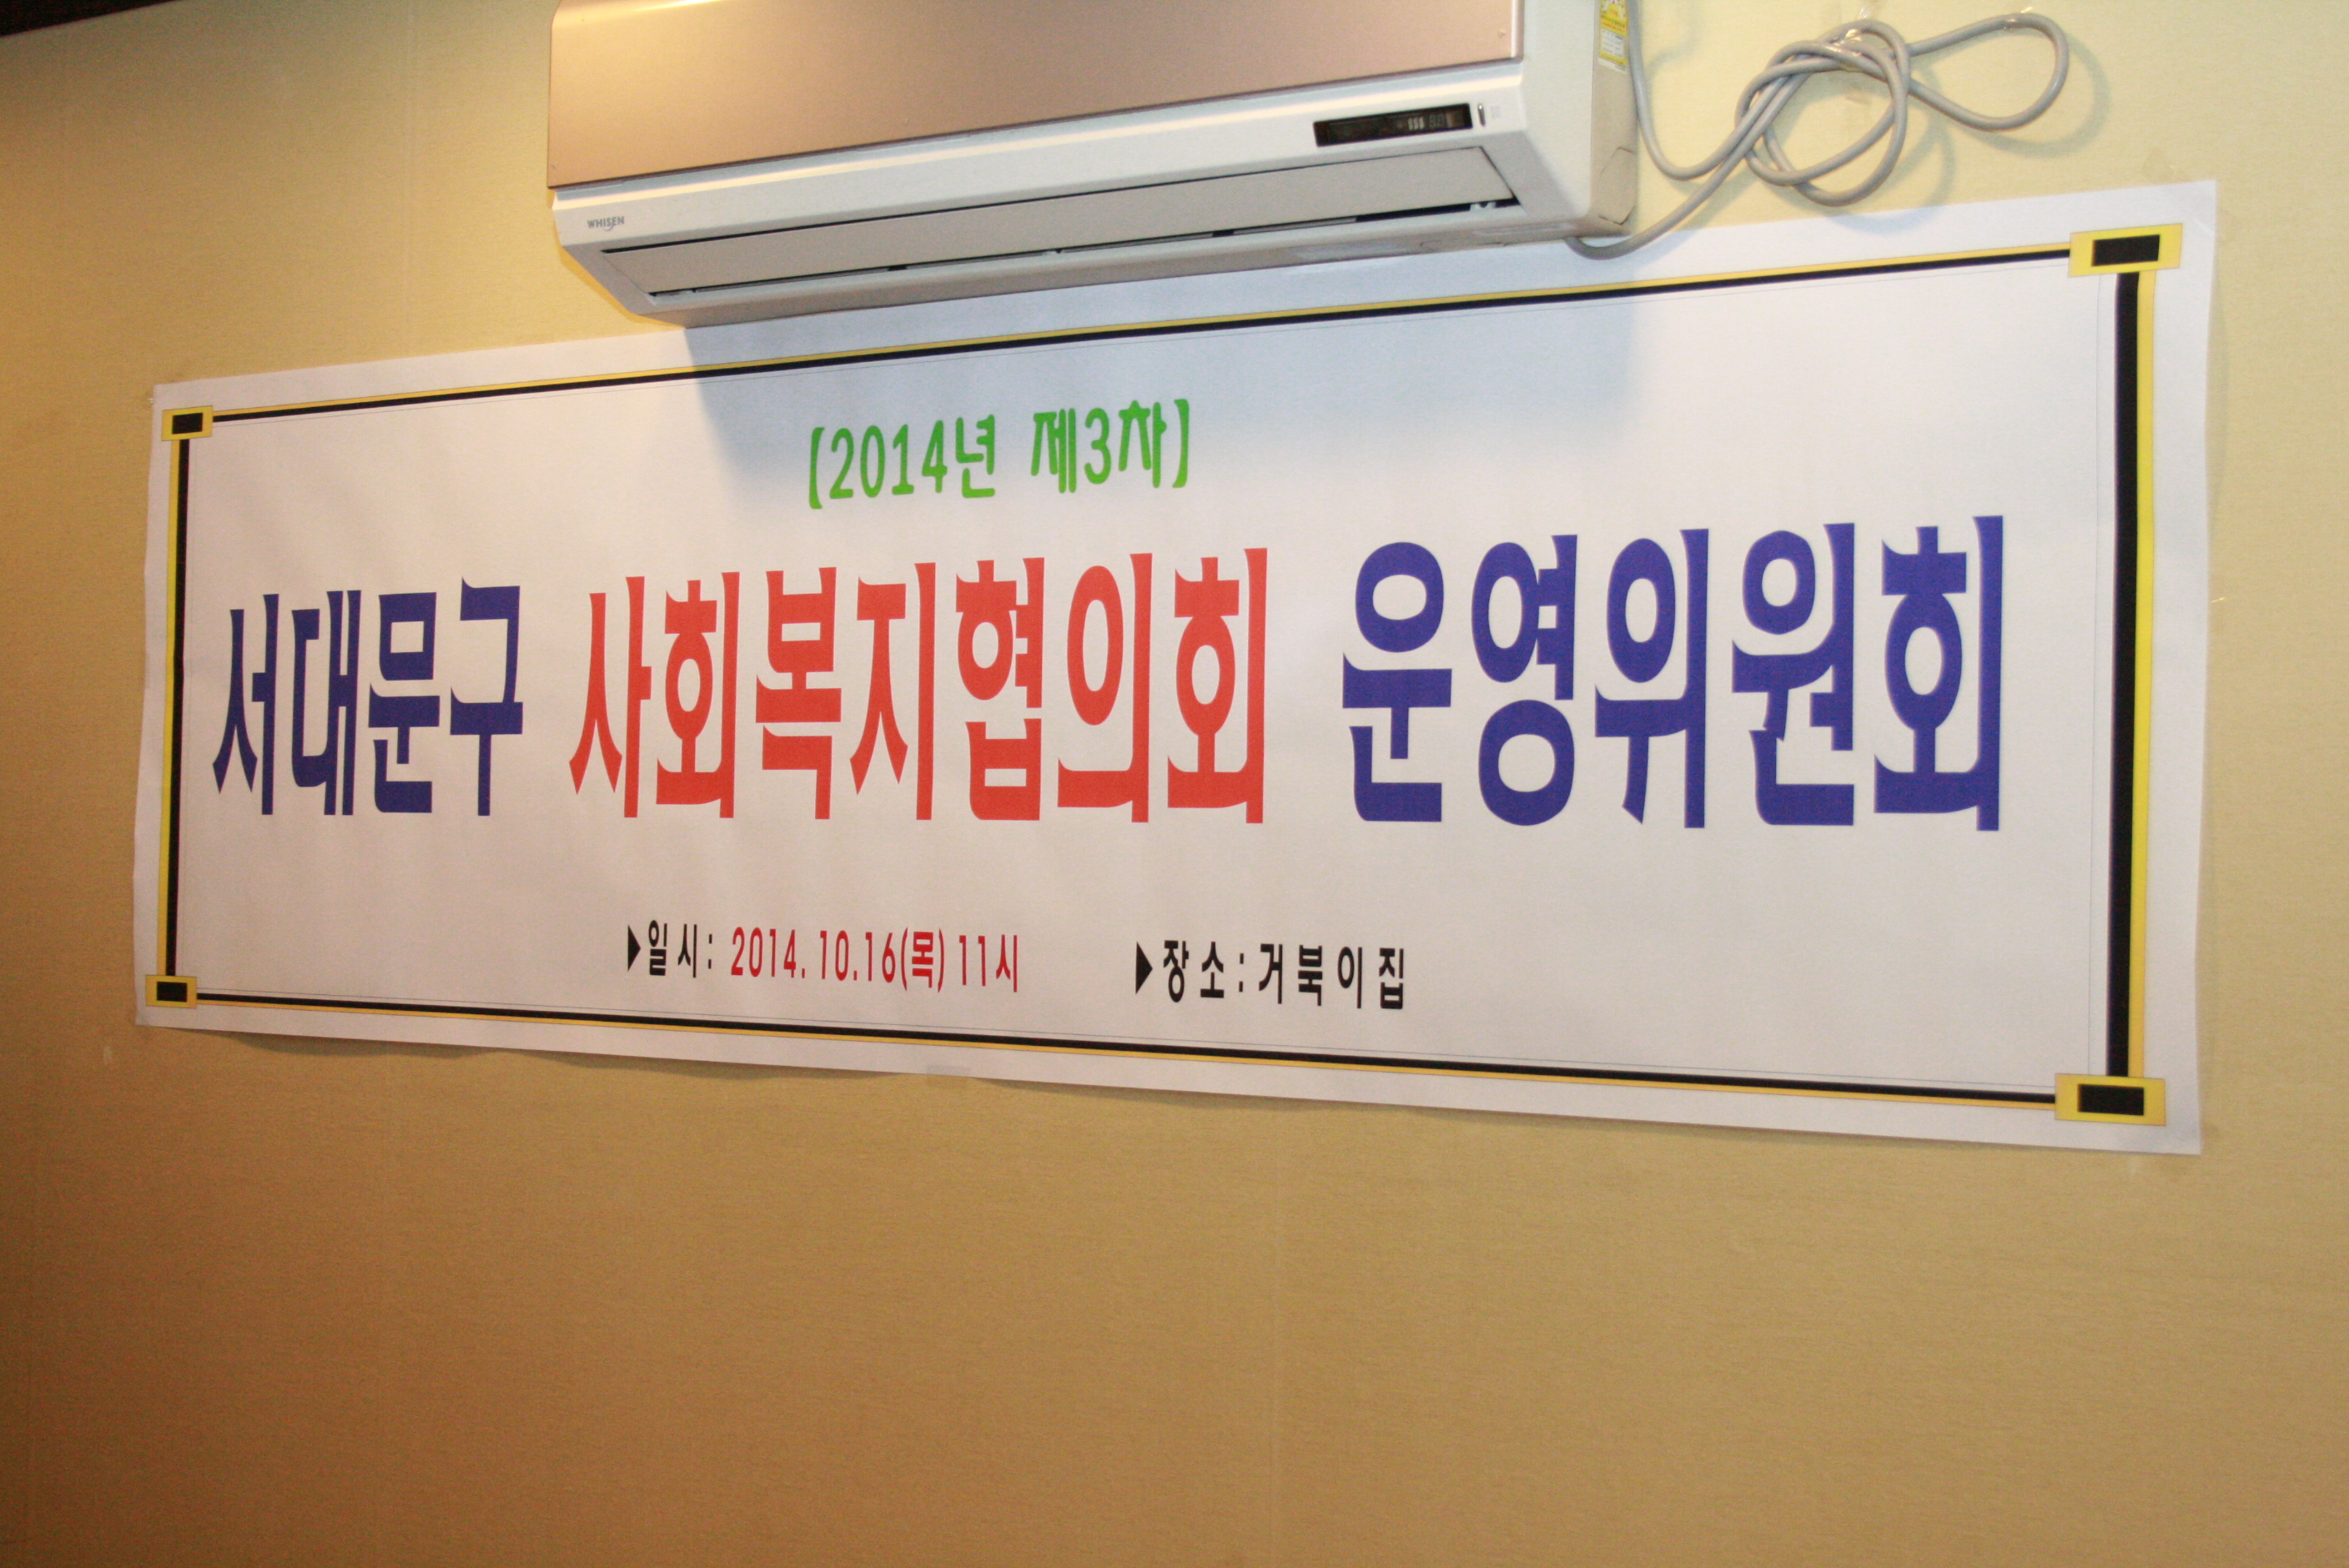 WHISEN
[2014년 제3차]
서대문구 사회복지협의회 운영위원회
▶일시: 2014. 10.16(목) 11시 ▶장소:거북이집